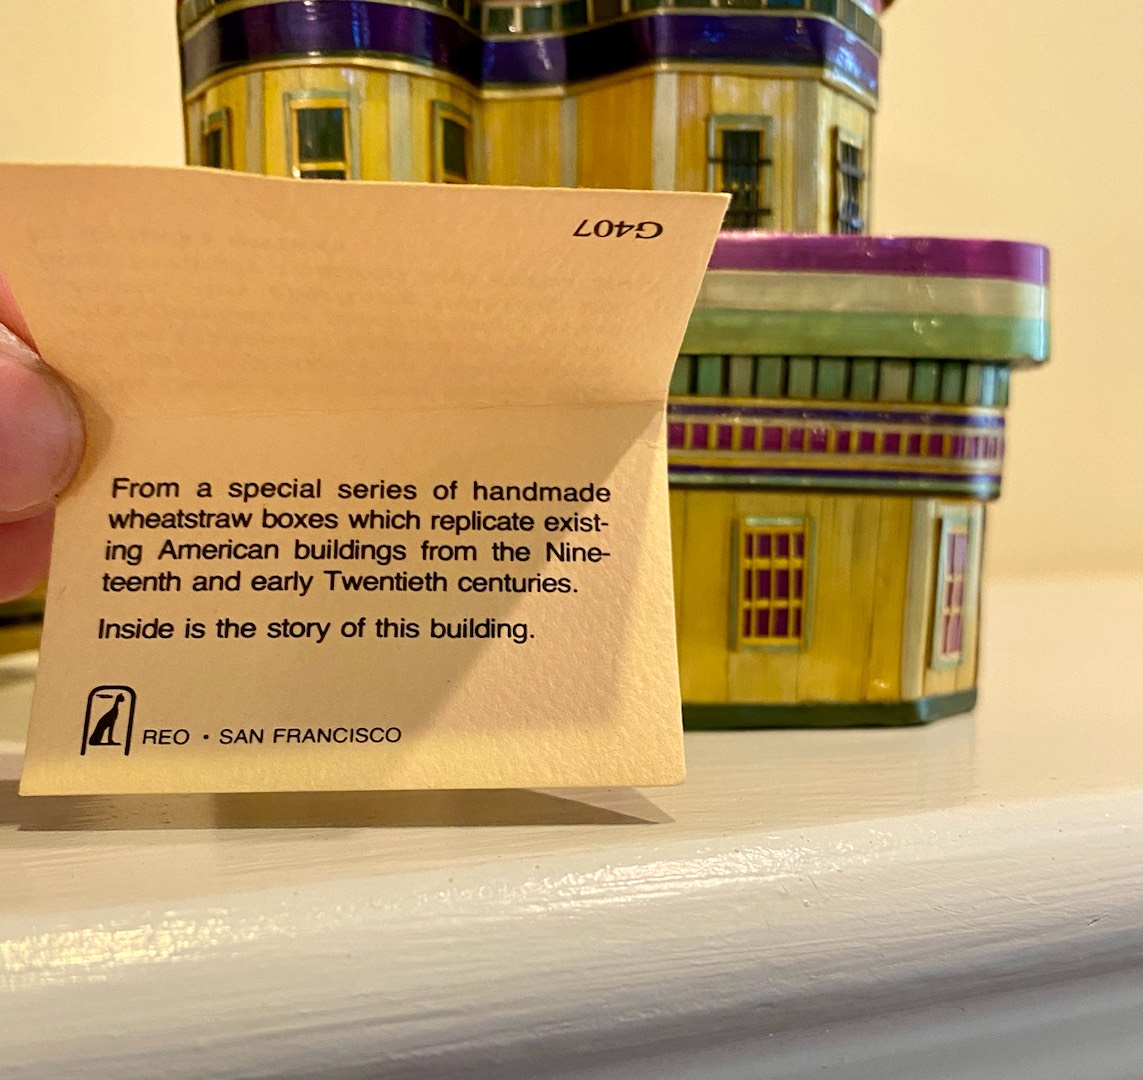 G407
From a special series of handmade
wheatstraw boxes which replicate exist-
ing American buildings from the Nine-
teenth and early Twentieth centuries.
Inside is the story of this building.
REO · SAN FRANCISCO